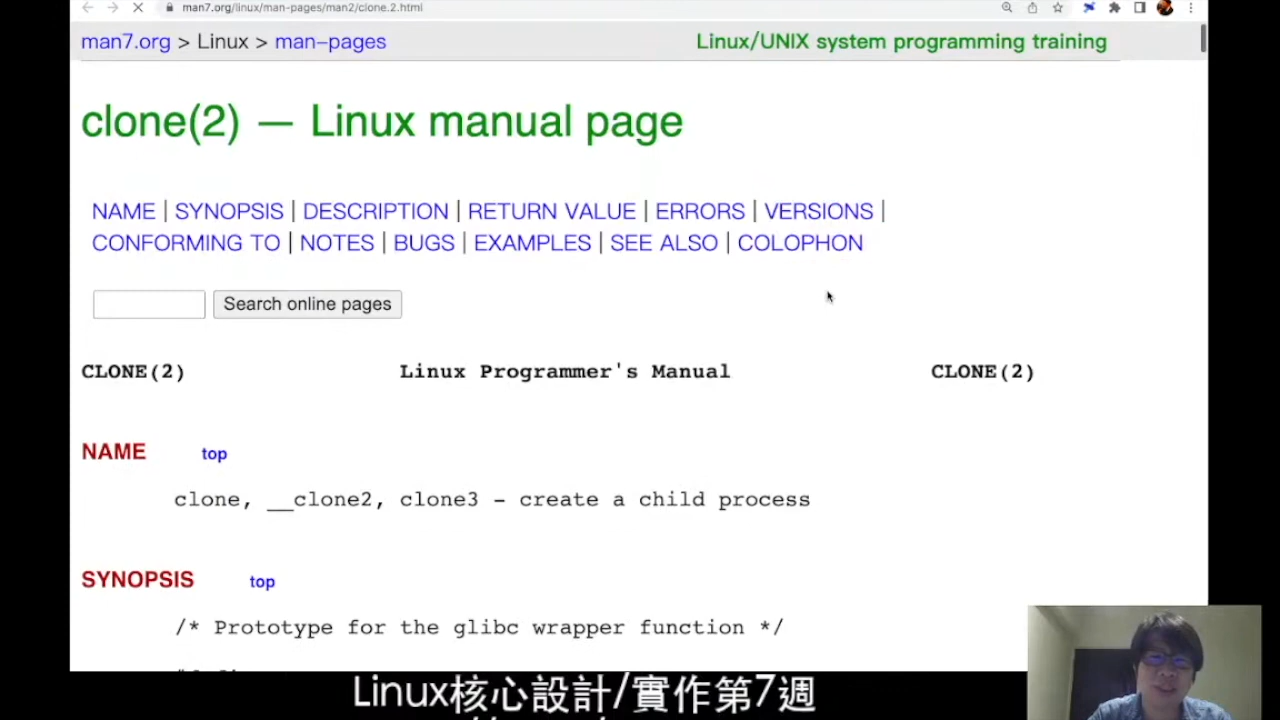 man7.org/linux/man-pages/man2/clone.2.html
man7.org > Linux > man-pages
Linux/UNIX system programming training
clone(2) — Linux manual page
NAME | SYNOPSIS | DESCRIPTION | RETURN VALUE | ERRORS | VERSIONS |
CONFORMING TO | NOTES | BUGS | EXAMPLES | SEE ALSO | COLOPHON
Search online pages
CLONE(2) Linux Programmer's Manual CLONE(2)
NAME top
clone, __clone2, clone3 - create a child process
SYNOPSIS top
/* Prototype for the glibc wrapper function */
Linux核心設計/實作第7週